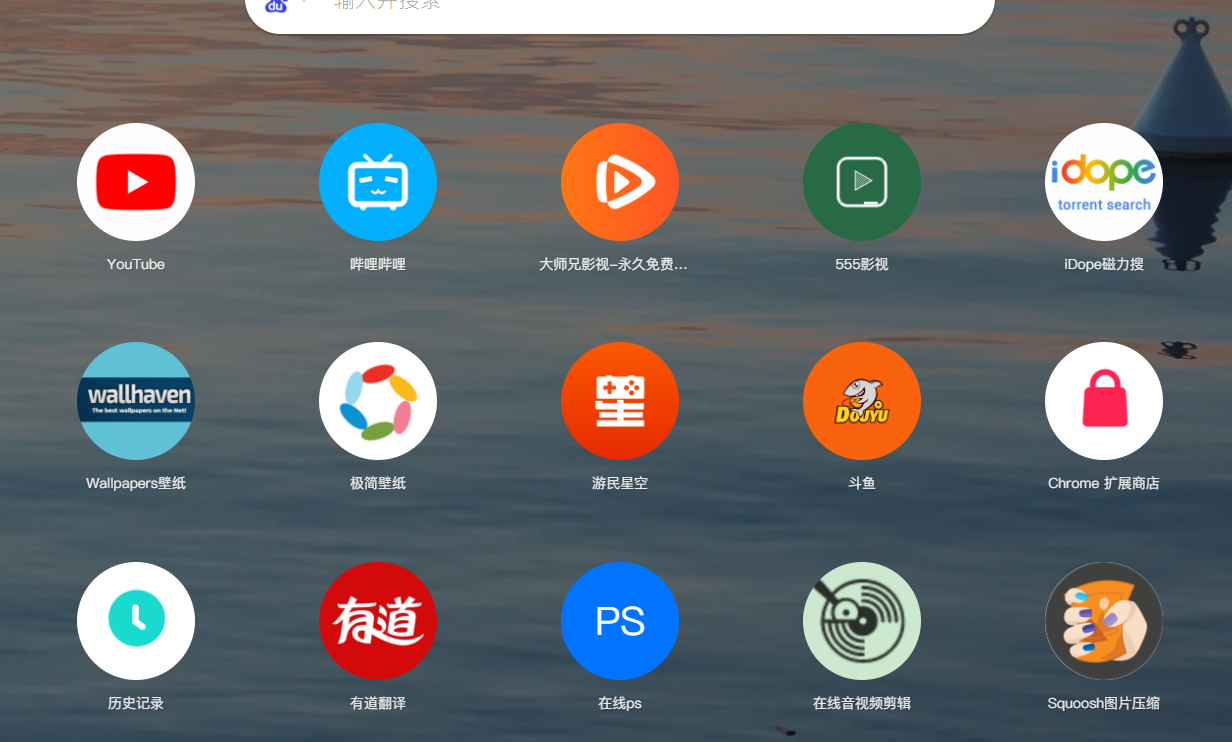 du
输入并搜索
YouTube
哔哩哔哩
大师兄影视-永久免费...
555影视
iDope磁力搜
idope
torrent search
wallhaven
The best wallpapers on the Net!
Wallpapers壁纸
极简壁纸
游民星空
DOUYU
斗鱼
Chrome 扩展商店
历史记录
有道
有道翻译
PS
在线ps
在线音视频剪辑
Squoosh图片压缩